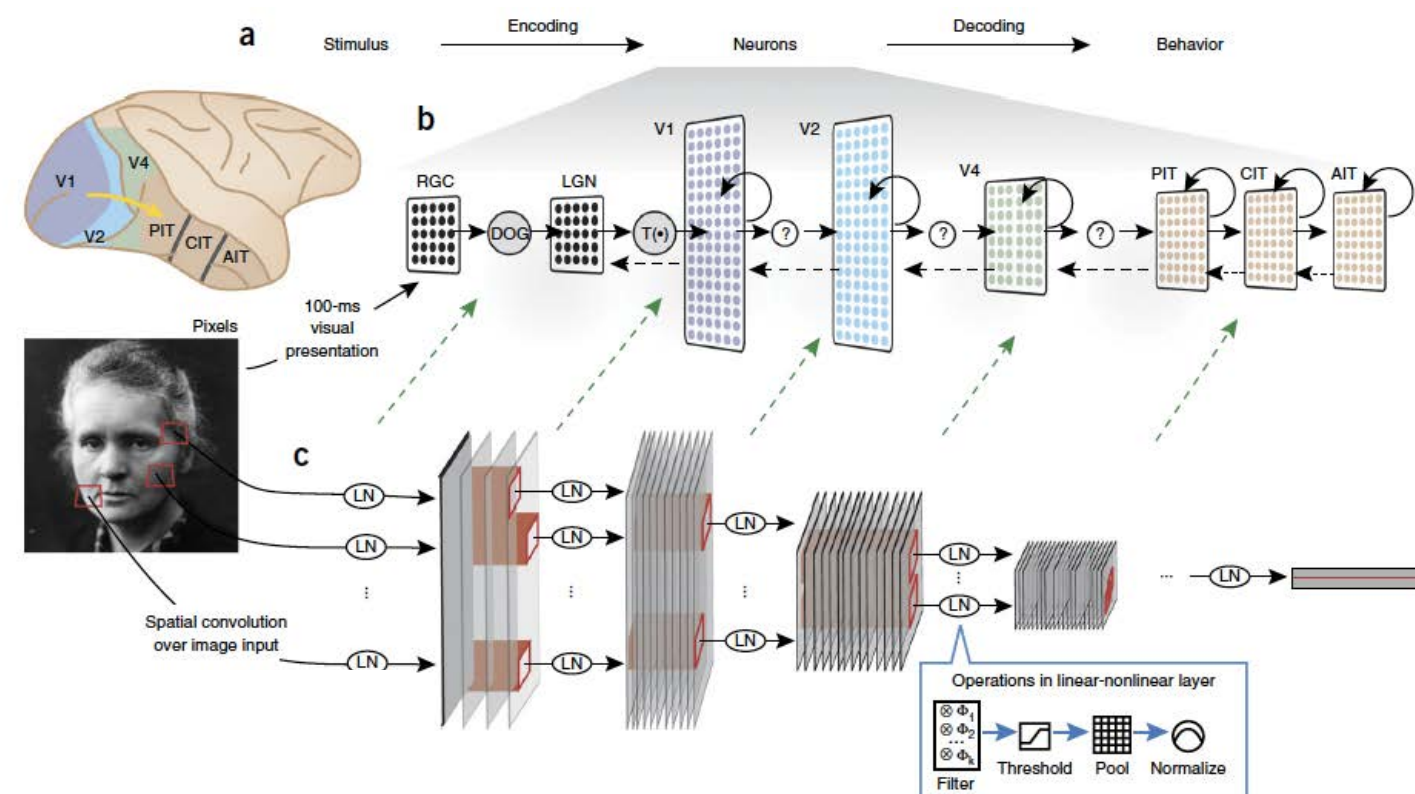 a
Stimulus
Encoding
Neurons
Decoding
Behavior
V1
V4
V2
PIT
CIT
AIT
b
RGC
DOG
LGN
T(•)
V1
?
V2
?
V4
?
PIT
CIT
AIT
100-ms
visual
presentation
Pixels
c
LN
LN
...
LN
LN
LN
...
LN
LN
...
LN
LN
...
LN
...
LN
Spatial convolution
over image input
Operations in linear-nonlinear layer
⊗ Φ1
⊗ Φ2
...
⊗ Φk
Filter
Threshold
Pool
Normalize